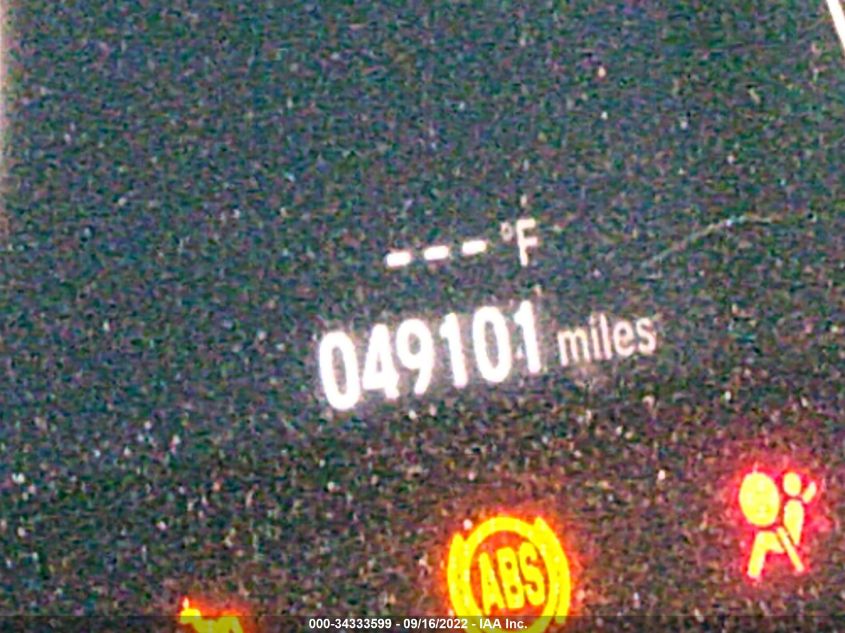 ---°F
049101 miles
ABS
000-34333599 - 09/16/2022 - IAA Inc.